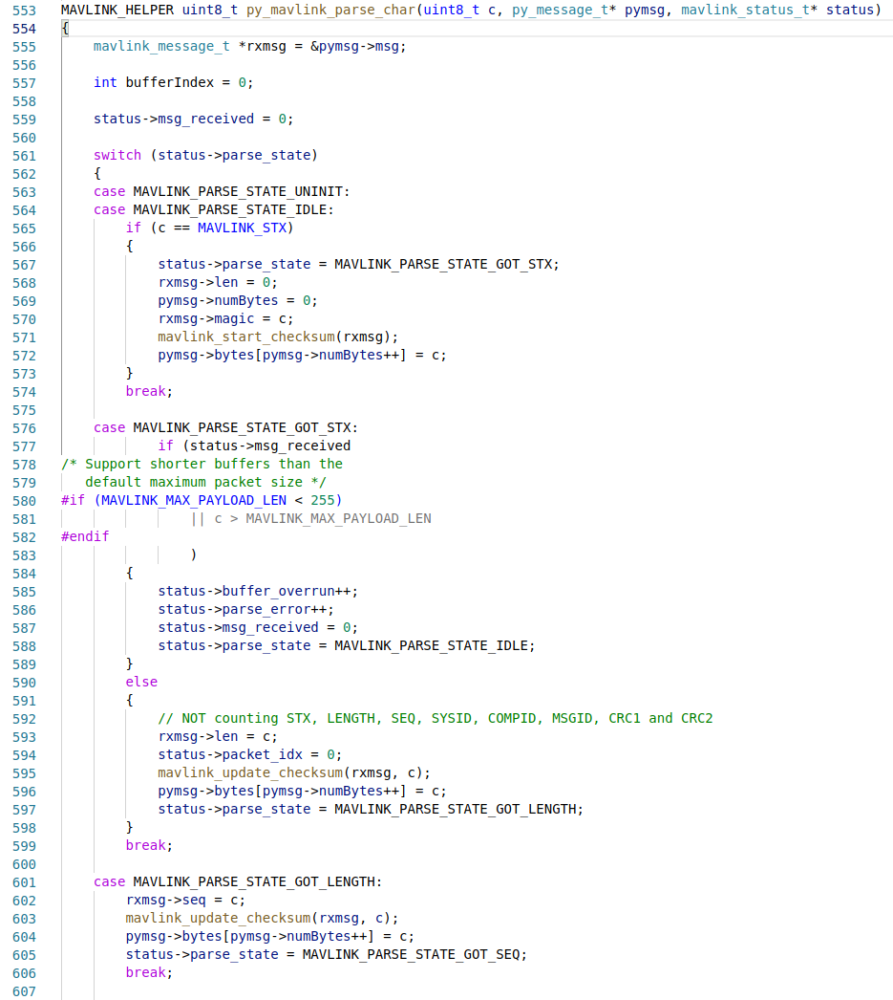 553 MAVLINK_HELPER uint8_t py_mavlink_parse_char(uint8_t c, py_message_t* pymsg, mavlink_status_t* status)
554 {
555     mavlink_message_t *rxmsg = &pymsg->msg;
556
557     int bufferIndex = 0;
558
559     status->msg_received = 0;
560
561     switch (status->parse_state)
562     {
563     case MAVLINK_PARSE_STATE_UNINIT:
564     case MAVLINK_PARSE_STATE_IDLE:
565         if (c == MAVLINK_STX)
566         {
567             status->parse_state = MAVLINK_PARSE_STATE_GOT_STX;
568             rxmsg->len = 0;
569             pymsg->numBytes = 0;
570             rxmsg->magic = c;
571             mavlink_start_checksum(rxmsg);
572             pymsg->bytes[pymsg->numBytes++] = c;
573         }
574         break;
575
576     case MAVLINK_PARSE_STATE_GOT_STX:
577             if (status->msg_received
578 /* Support shorter buffers than the
579    default maximum packet size */
580 #if (MAVLINK_MAX_PAYLOAD_LEN < 255)
581                 || c > MAVLINK_MAX_PAYLOAD_LEN
582 #endif
583                 )
584         {
585             status->buffer_overrun++;
586             status->parse_error++;
587             status->msg_received = 0;
588             status->parse_state = MAVLINK_PARSE_STATE_IDLE;
589         }
590         else
591         {
592             // NOT counting STX, LENGTH, SEQ, SYSID, COMPID, MSGID, CRC1 and CRC2
593             rxmsg->len = c;
594             status->packet_idx = 0;
595             mavlink_update_checksum(rxmsg, c);
596             pymsg->bytes[pymsg->numBytes++] = c;
597             status->parse_state = MAVLINK_PARSE_STATE_GOT_LENGTH;
598         }
599         break;
600
601     case MAVLINK_PARSE_STATE_GOT_LENGTH:
602         rxmsg->seq = c;
603         mavlink_update_checksum(rxmsg, c);
604         pymsg->bytes[pymsg->numBytes++] = c;
605         status->parse_state = MAVLINK_PARSE_STATE_GOT_SEQ;
606         break;
607